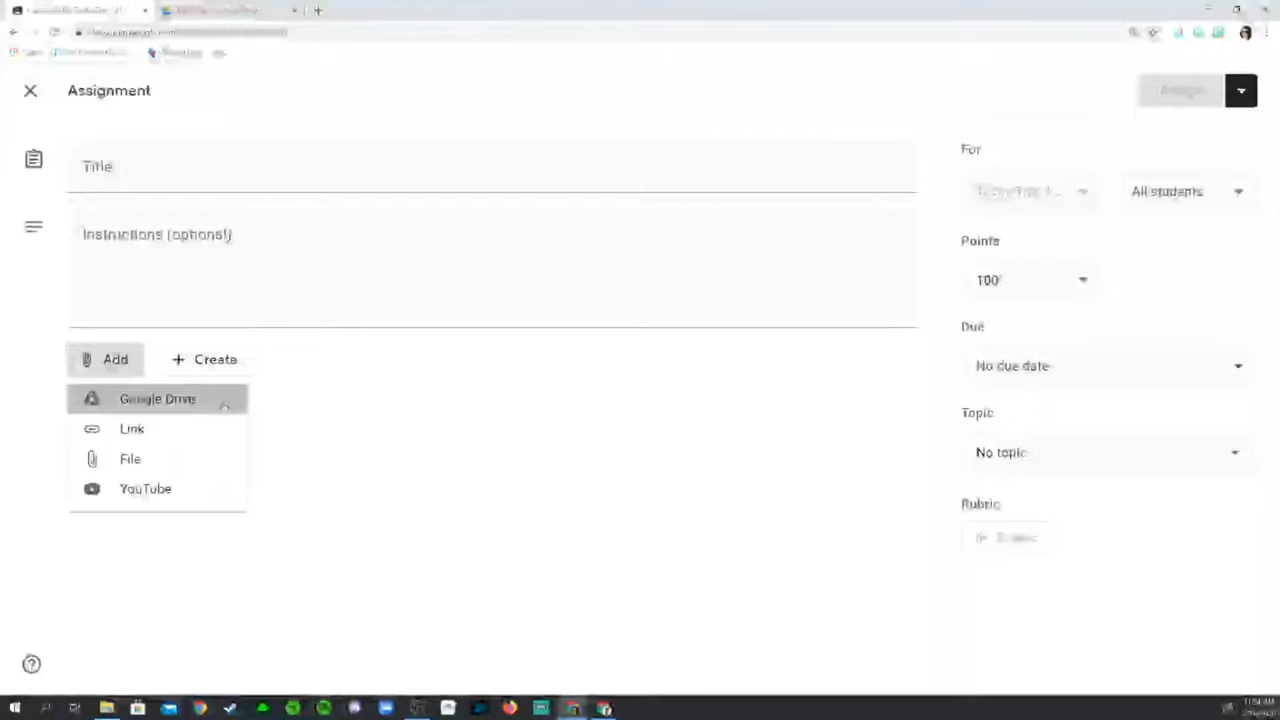 Assignment
For
Title
All students
Instructions (optional)
Points
100
Due
Add
+ Create
No due date
Google Drive
Topic
Link
No topic
File
YouTube
Rubric